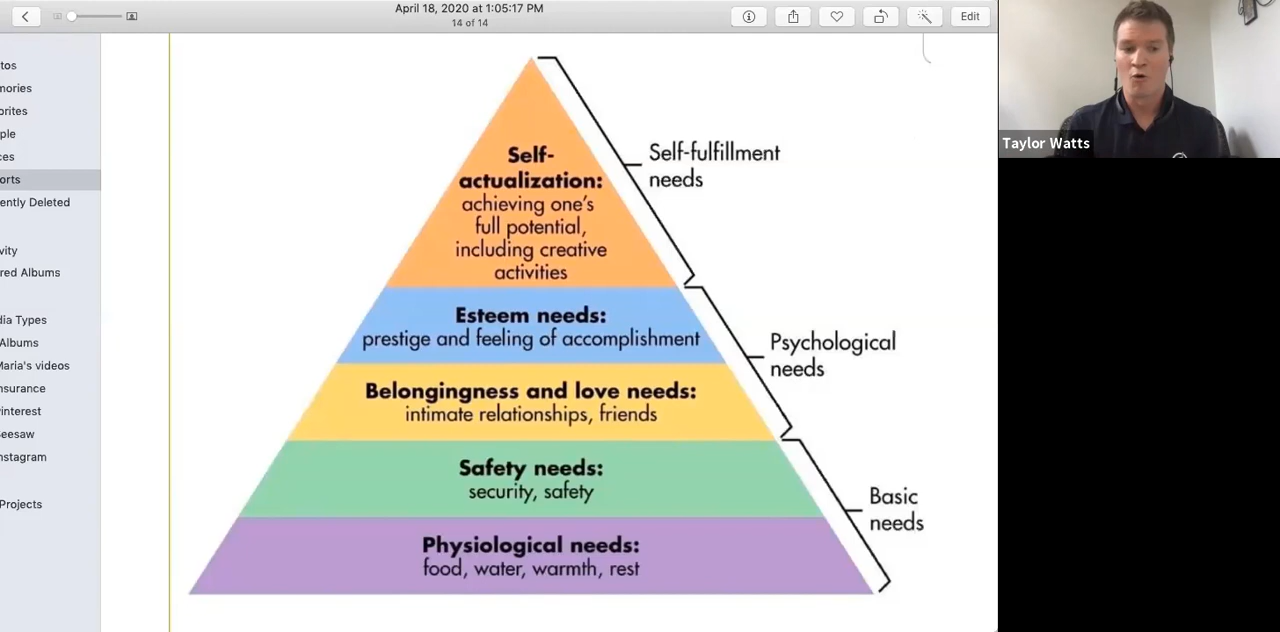 April 18, 2020 at 1:05:17 PM
14 of 14
Edit
tos
mories
orites
ple
ces
orts
ently Deleted
vity
red Albums
dia Types
Albums
Maria's videos
nsurance
interest
Seesaw
nstagram
Projects
Self-
actualization:
achieving one's
full potential,
including creative
activities
Esteem needs:
prestige and feeling of accomplishment
Belongingness and love needs:
intimate relationships, friends
Safety needs:
security, safety
Physiological needs:
food, water, warmth, rest
Self-fulfillment
needs
Psychological
needs
Basic
needs
Taylor Watts